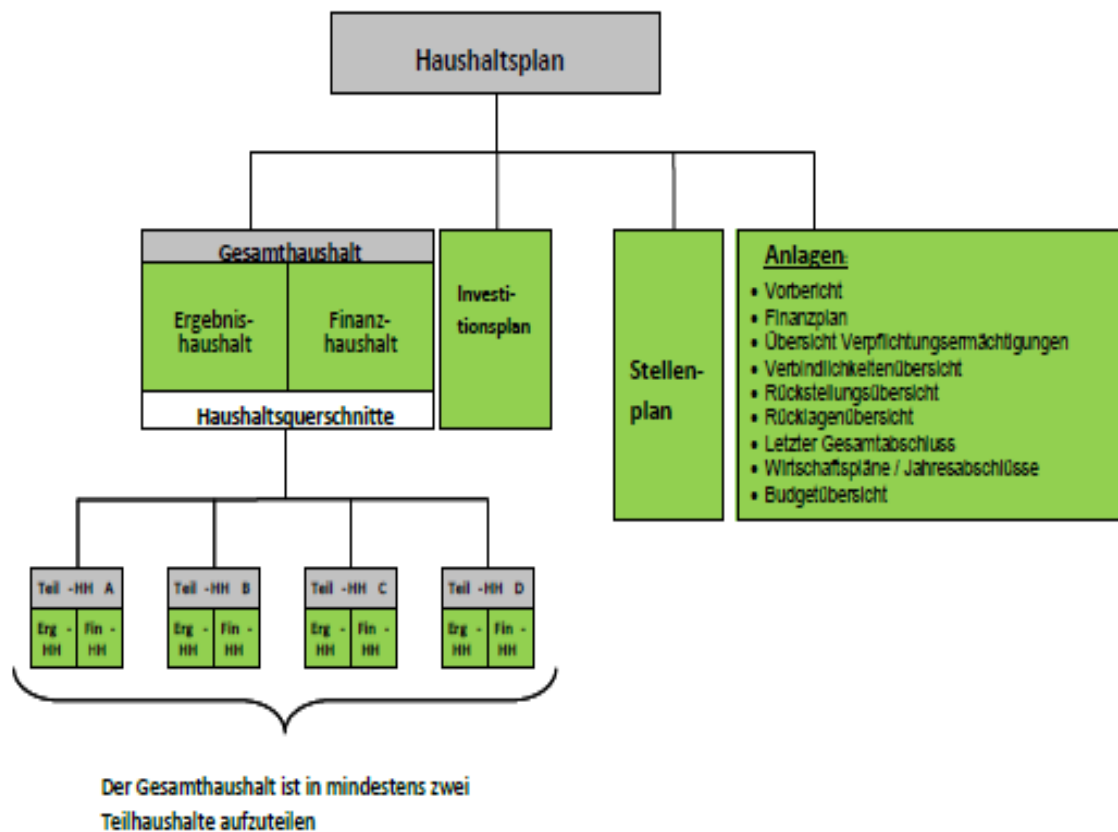 Haushaltsplan
Gesamthaushalt
Ergebnis-
haushalt
Finanz-
haushalt
Haushaltsquerschnitte
Investi-
tionsplan
Stellen-
plan
Anlagen:
• Vorbericht
• Finanzplan
• Übersicht Verpflichtungsermächtigungen
• Verbindlichkeitenübersicht
• Rückstellungsübersicht
• Rücklagenübersicht
• Letzter Gesamtabschluss
• Wirtschaftspläne / Jahresabschlüsse
• Budgetübersicht
Teil -HH A
Erg -
HH
Fin -
HH
Teil -HH B
Erg -
HH
Fin -
HH
Teil -HH C
Erg -
HH
Fin -
HH
Teil -HH D
Erg -
HH
Fin -
HH
Der Gesamthaushalt ist in mindestens zwei
Teilhaushalte aufzuteilen